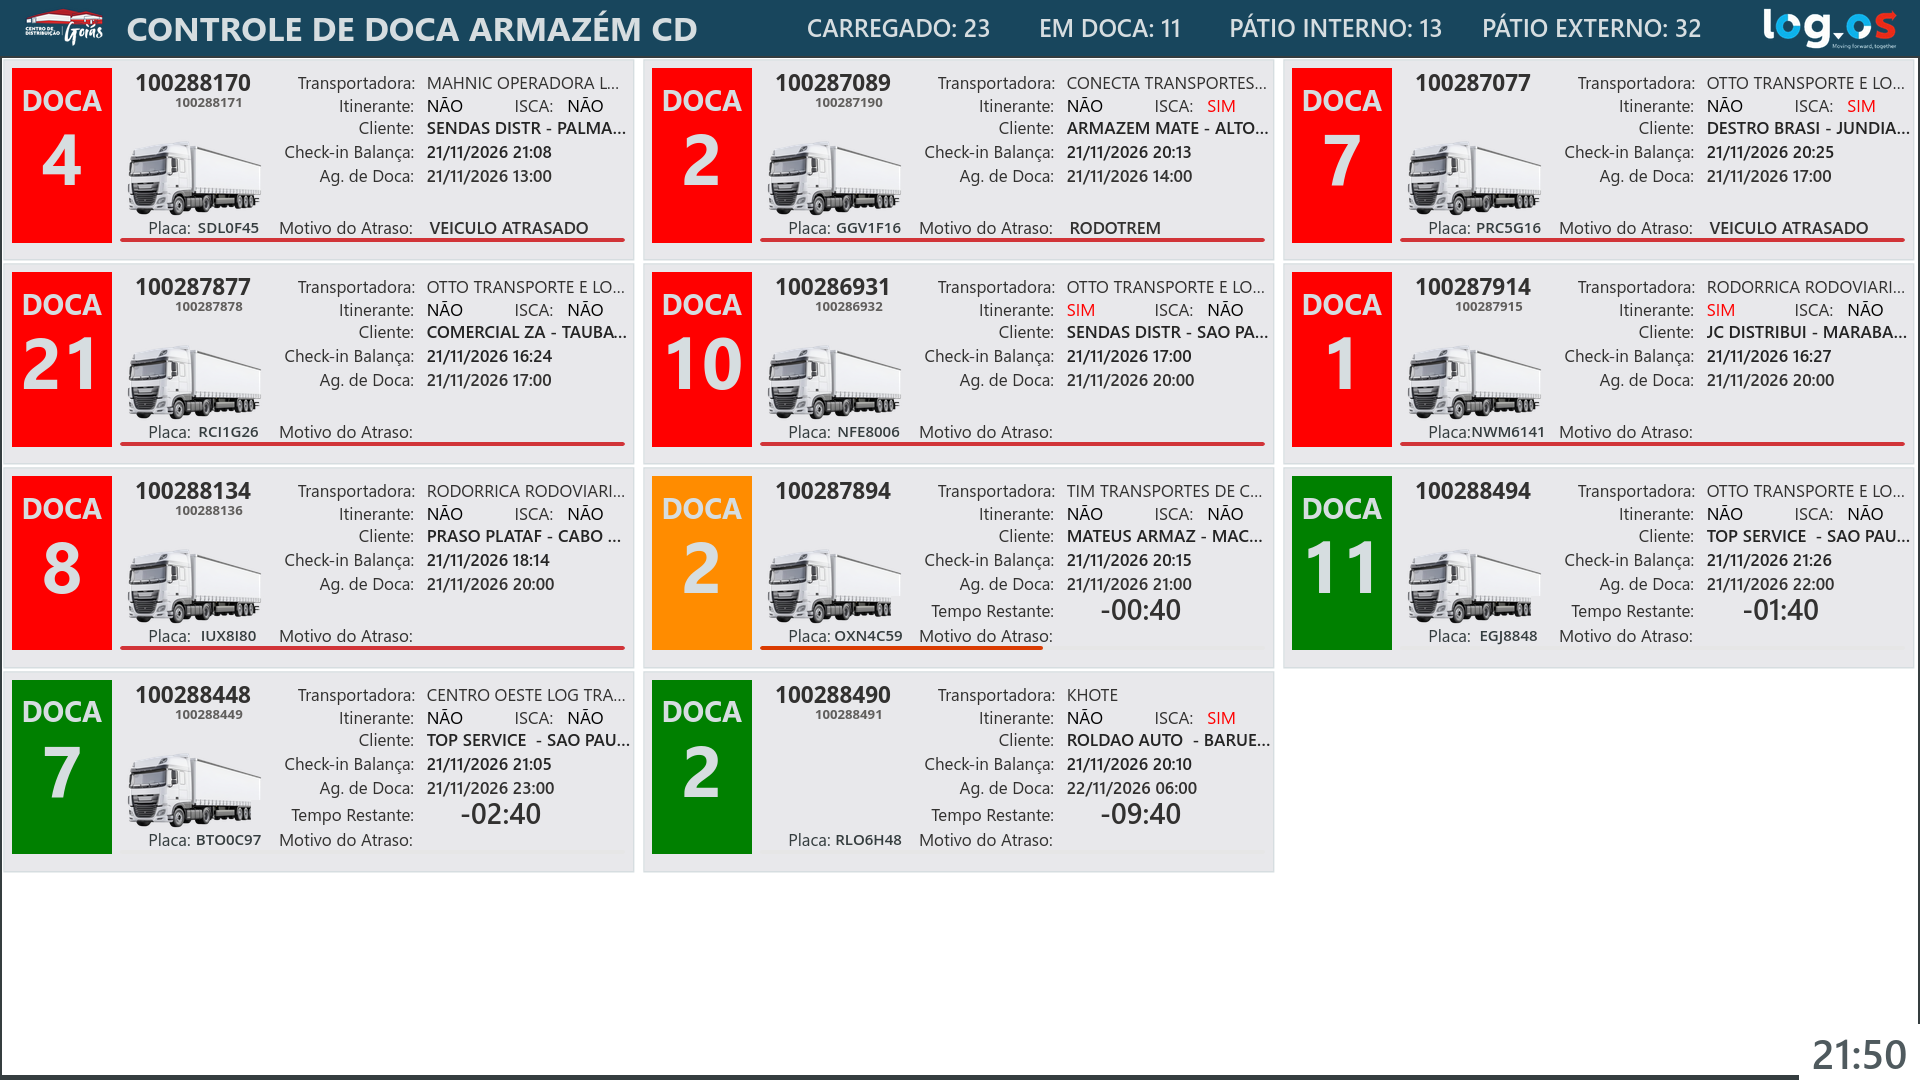 CENTRO DE
DISTRIBUIÇÃO
Goiás
CONTROLE DE DOCA ARMAZÉM CD
CARREGADO: 23
EM DOCA: 11
PÁTIO INTERNO: 13
PÁTIO EXTERNO: 32
log.os
Moving forward, together
DOCA
4
100288170
100288171
Transportadora: MAHNIC OPERADORA L...
Itinerante: NÃO ISCA: NÃO
Cliente: SENDAS DISTR - PALMA...
Check-in Balança: 21/11/2026 21:08
Ag. de Doca: 21/11/2026 13:00
Placa: SDL0F45 Motivo do Atraso: VEICULO ATRASADO
DOCA
2
100287089
100287190
Transportadora: CONECTA TRANSPORTES...
Itinerante: NÃO ISCA: SIM
Cliente: ARMAZEM MATE - ALTO...
Check-in Balança: 21/11/2026 20:13
Ag. de Doca: 21/11/2026 14:00
Placa: GGV1F16 Motivo do Atraso: RODOTREM
DOCA
7
100287077
Transportadora: OTTO TRANSPORTE E LO...
Itinerante: NÃO ISCA: SIM
Cliente: DESTRO BRASI - JUNDIA...
Check-in Balança: 21/11/2026 20:25
Ag. de Doca: 21/11/2026 17:00
Placa: PRC5G16 Motivo do Atraso: VEICULO ATRASADO
DOCA
21
100287877
100287878
Transportadora: OTTO TRANSPORTE E LO...
Itinerante: NÃO ISCA: NÃO
Cliente: COMERCIAL ZA - TAUBA...
Check-in Balança: 21/11/2026 16:24
Ag. de Doca: 21/11/2026 17:00
Placa: RCI1G26 Motivo do Atraso:
DOCA
10
100286931
100286932
Transportadora: OTTO TRANSPORTE E LO...
Itinerante: SIM ISCA: NÃO
Cliente: SENDAS DISTR - SAO PA...
Check-in Balança: 21/11/2026 17:00
Ag. de Doca: 21/11/2026 20:00
Placa: NFE8006 Motivo do Atraso:
DOCA
1
100287914
100287915
Transportadora: RODORRICA RODOVIARI...
Itinerante: SIM ISCA: NÃO
Cliente: JC DISTRIBUI - MARABA...
Check-in Balança: 21/11/2026 16:27
Ag. de Doca: 21/11/2026 20:00
Placa:NWM6141 Motivo do Atraso:
DOCA
8
100288134
100288136
Transportadora: RODORRICA RODOVIARI...
Itinerante: NÃO ISCA: NÃO
Cliente: PRASO PLATAF - CABO ...
Check-in Balança: 21/11/2026 18:14
Ag. de Doca: 21/11/2026 20:00
Placa: IUX8I80 Motivo do Atraso:
DOCA
2
100287894
Transportadora: TIM TRANSPORTES DE C...
Itinerante: NÃO ISCA: NÃO
Cliente: MATEUS ARMAZ - MAC...
Check-in Balança: 21/11/2026 20:15
Ag. de Doca: 21/11/2026 21:00
Tempo Restante: -00:40
Placa: OXN4C59 Motivo do Atraso:
DOCA
11
100288494
Transportadora: OTTO TRANSPORTE E LO...
Itinerante: NÃO ISCA: NÃO
Cliente: TOP SERVICE - SAO PAU...
Check-in Balança: 21/11/2026 21:26
Ag. de Doca: 21/11/2026 22:00
Tempo Restante: -01:40
Placa: EGJ8848 Motivo do Atraso:
DOCA
7
100288448
100288449
Transportadora: CENTRO OESTE LOG TRA...
Itinerante: NÃO ISCA: NÃO
Cliente: TOP SERVICE - SAO PAU...
Check-in Balança: 21/11/2026 21:05
Ag. de Doca: 21/11/2026 23:00
Tempo Restante: -02:40
Placa: BTO0C97 Motivo do Atraso:
DOCA
2
100288490
100288491
Transportadora: KHOTE
Itinerante: NÃO ISCA: SIM
Cliente: ROLDAO AUTO - BARUE...
Check-in Balança: 21/11/2026 20:10
Ag. de Doca: 22/11/2026 06:00
Tempo Restante: -09:40
Placa: RLO6H48 Motivo do Atraso:
21:50